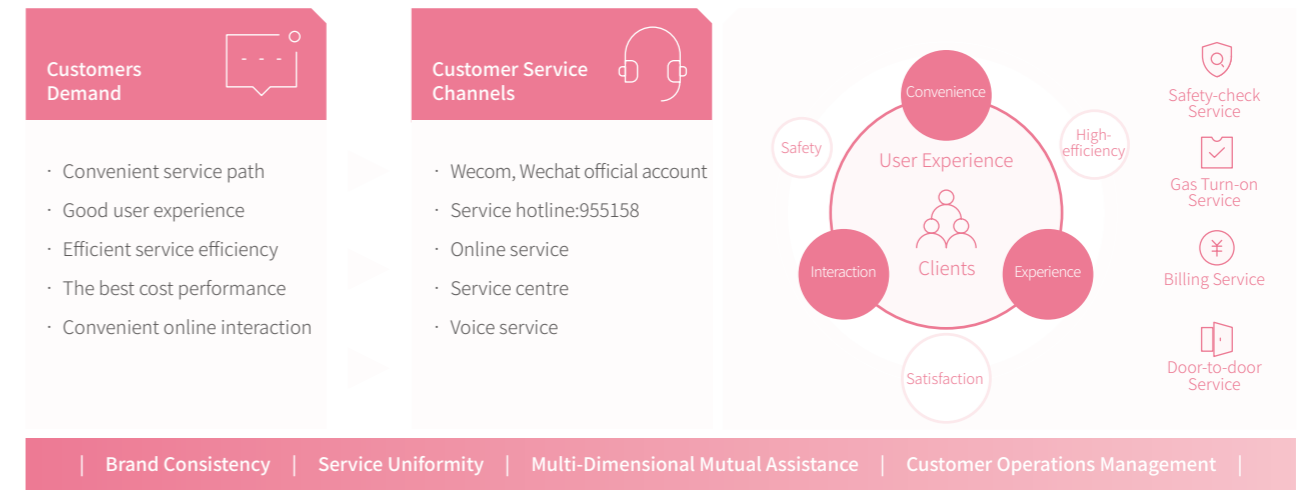 Customers
Demand
· Convenient service path
· Good user experience
· Efficient service efficiency
· The best cost performance
· Convenient online interaction
Customer Service
Channels
· Wecom, Wechat official account
· Service hotline:955158
· Online service
· Service centre
· Voice service
Convenience
Safety
High-
efficiency
User Experience
Clients
Interaction
Experience
Satisfaction
Safety-check
Service
Gas Turn-on
Service
¥
Billing Service
Door-to-door
Service
| Brand Consistency | Service Uniformity | Multi-Dimensional Mutual Assistance | Customer Operations Management |